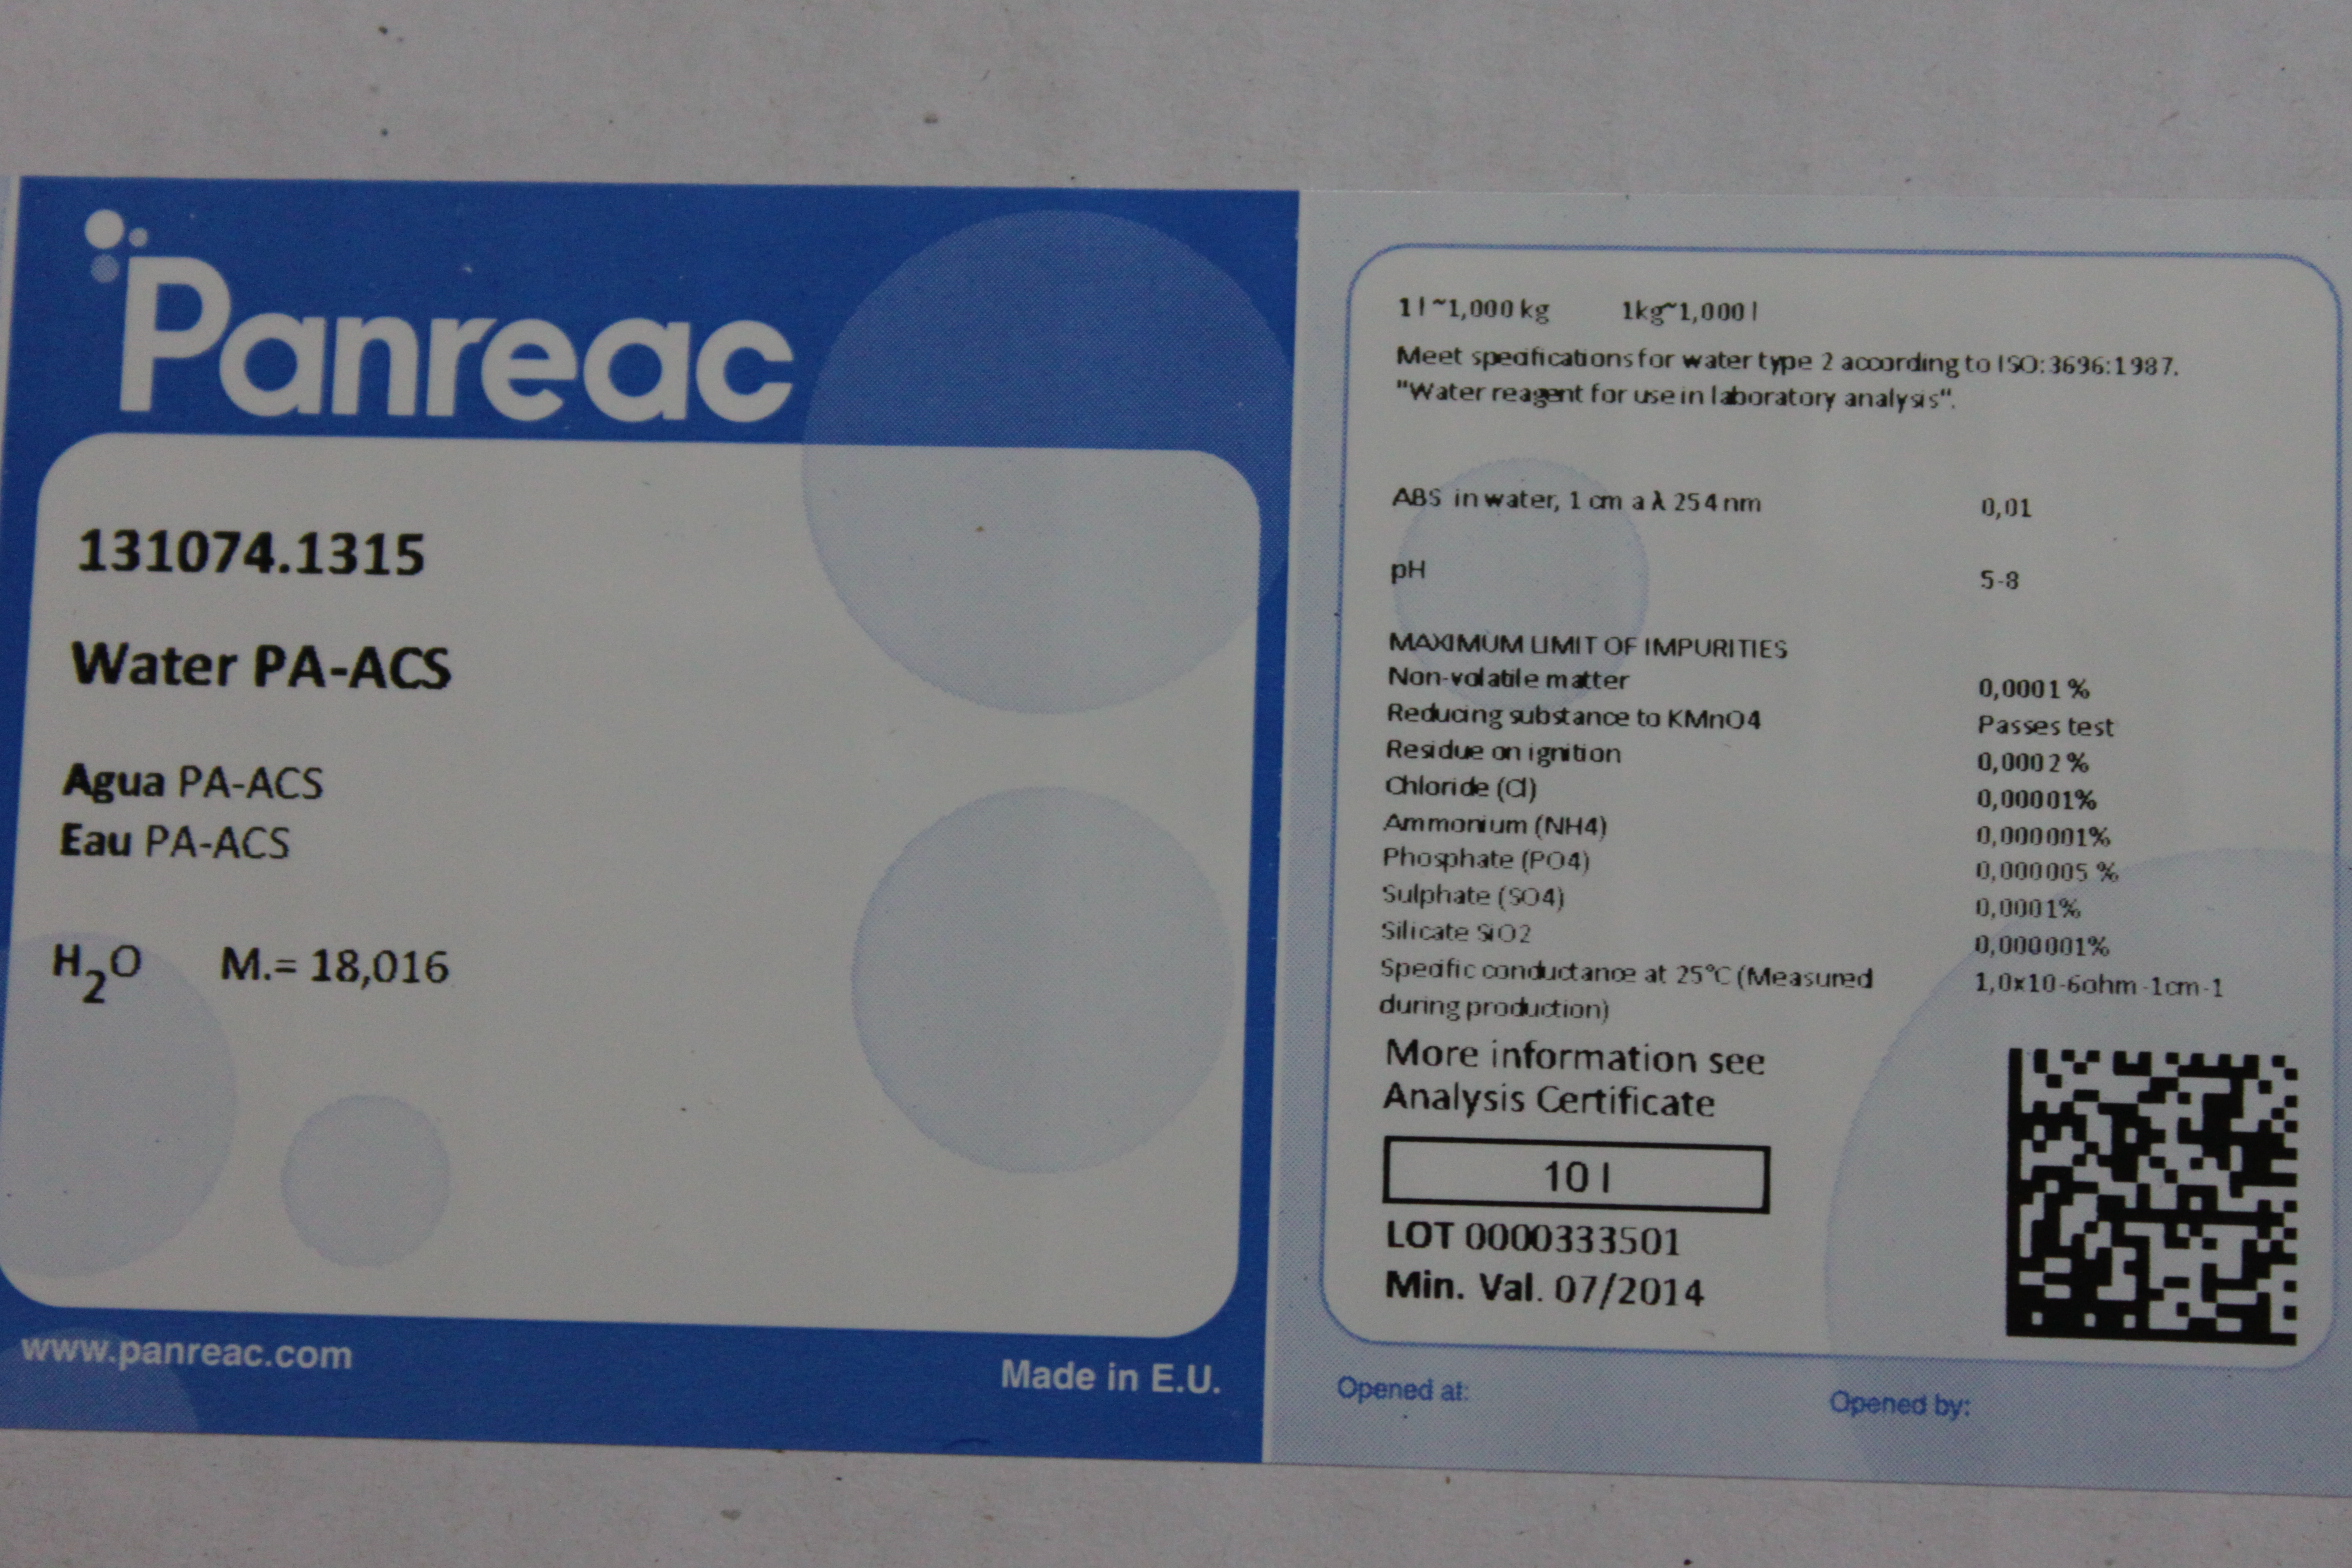 Panreac
131074.1315
Water PA-ACS
Agua PA-ACS
Eau PA-ACS
H₂O M.= 18,016
www.panreac.com
Made in E.U.
1 l ~1,000 kg 1kg~1,000 l
Meet specifications for water type 2 according to ISO:3696:1987.
"Water reagent for use in laboratory analysis".
ABS in water, 1 cm a λ 254 nm 0,01
pH 5-8
MAXIMUM LIMIT OF IMPURITIES
Non-volatile matter 0,0001 %
Reducing substance to KMnO4 Passes test
Residue on ignition 0,0002 %
Chloride (Cl) 0,00001%
Ammonium (NH4) 0,000001%
Phosphate (PO4) 0,000005 %
Sulphate (SO4) 0,0001%
Silicate SiO2 0,000001%
Specific conductance at 25°C (Measured 1,0x10-6ohm-1cm-1
during production)
More information see
Analysis Certificate
10 l
LOT 0000333501
Min. Val. 07/2014
Opened at: Opened by: